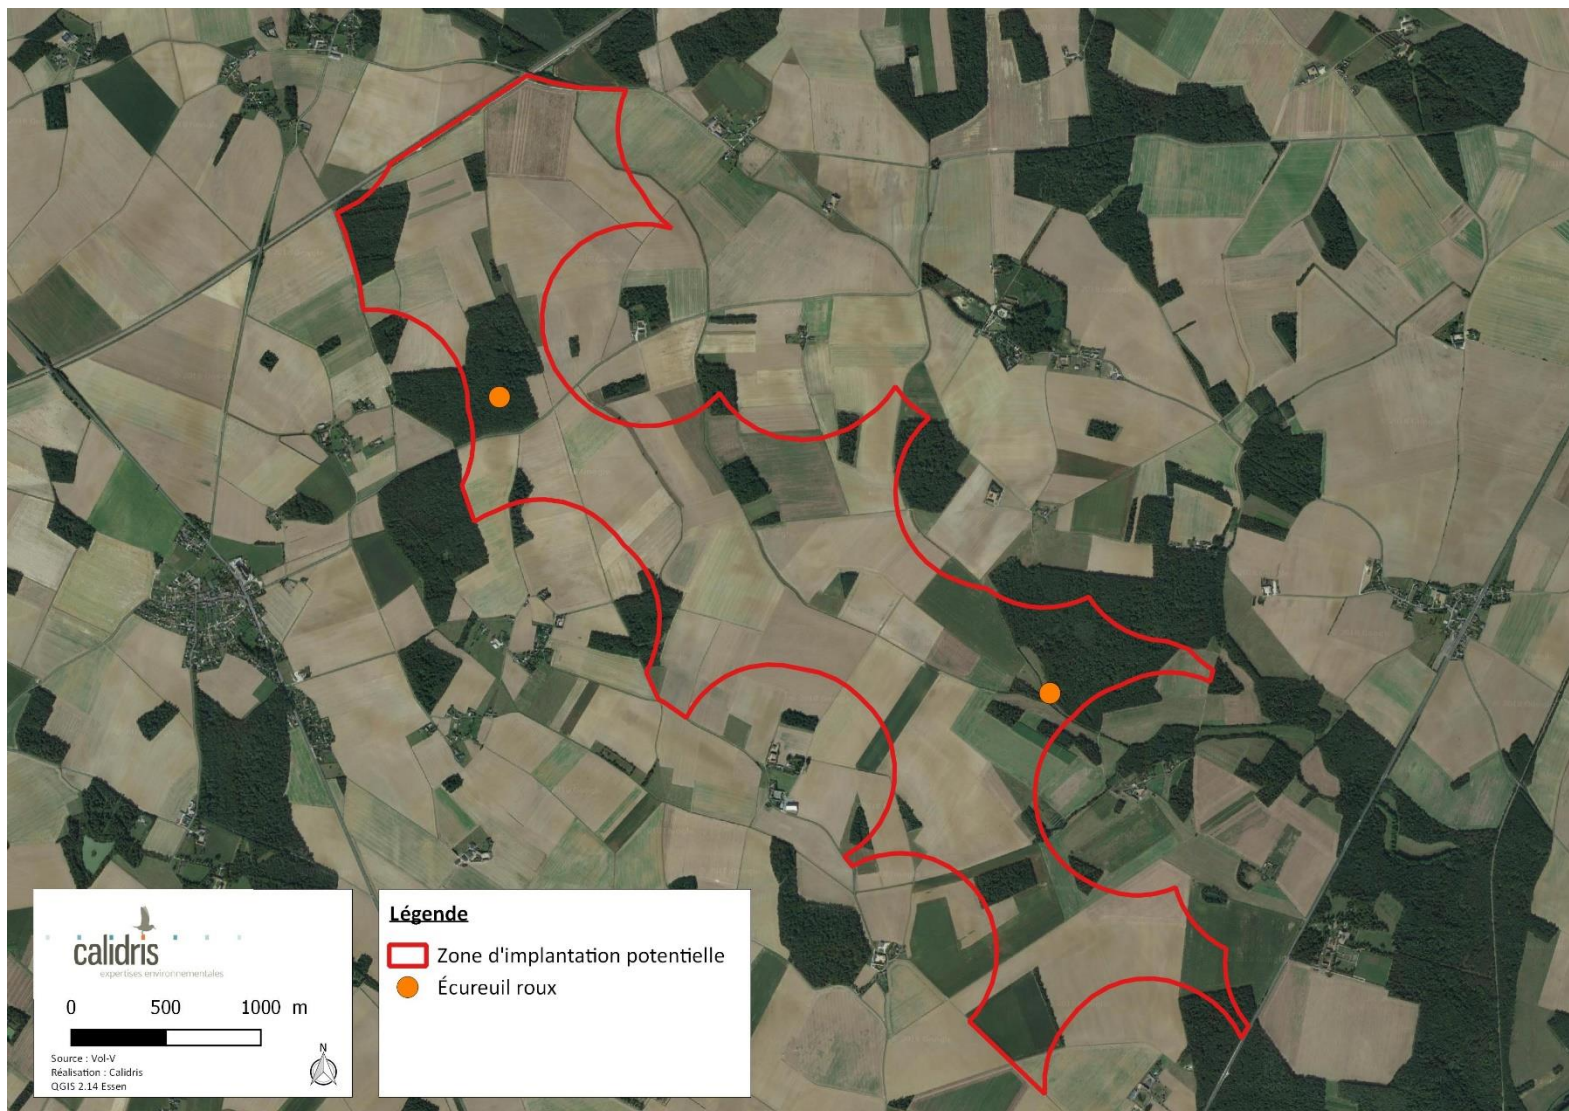 calidris
expertises environnementales
0 500 1000 m
Source : Vol-V
Réalisation : Calidris
QGIS 2.14 Essen
N
Légende
Zone d'implantation potentielle
Écureuil roux